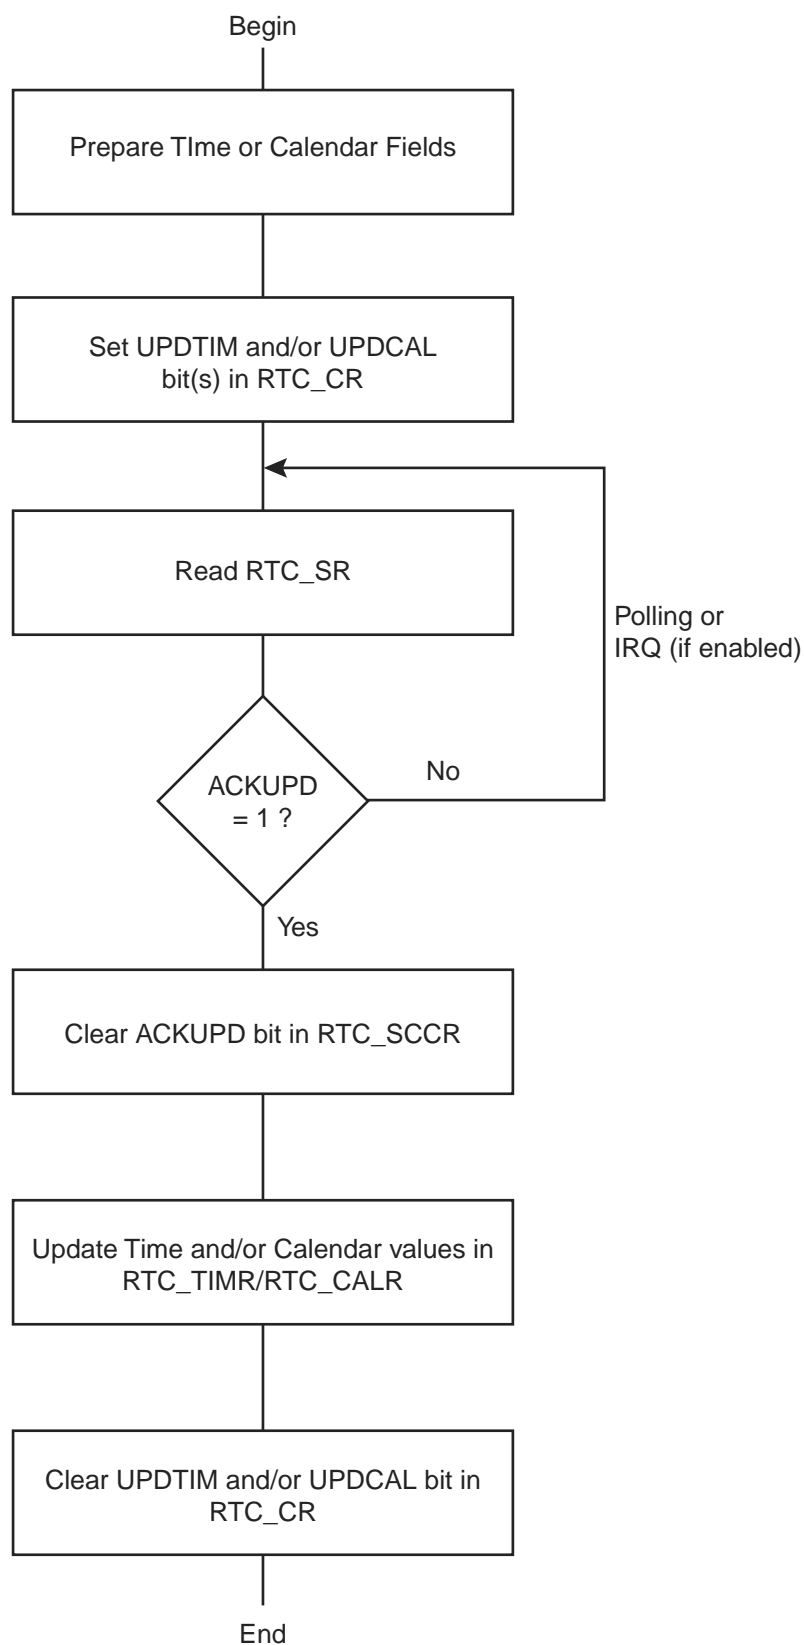 Begin
Prepare TIme or Calendar Fields
Set UPDTIM and/or UPDCAL
bit(s) in RTC_CR
Read RTC_SR
Polling or
IRQ (if enabled)
ACKUPD
= 1 ?
No
Yes
Clear ACKUPD bit in RTC_SCCR
Update Time and/or Calendar values in
RTC_TIMR/RTC_CALR
Clear UPDTIM and/or UPDCAL bit in
RTC_CR
End